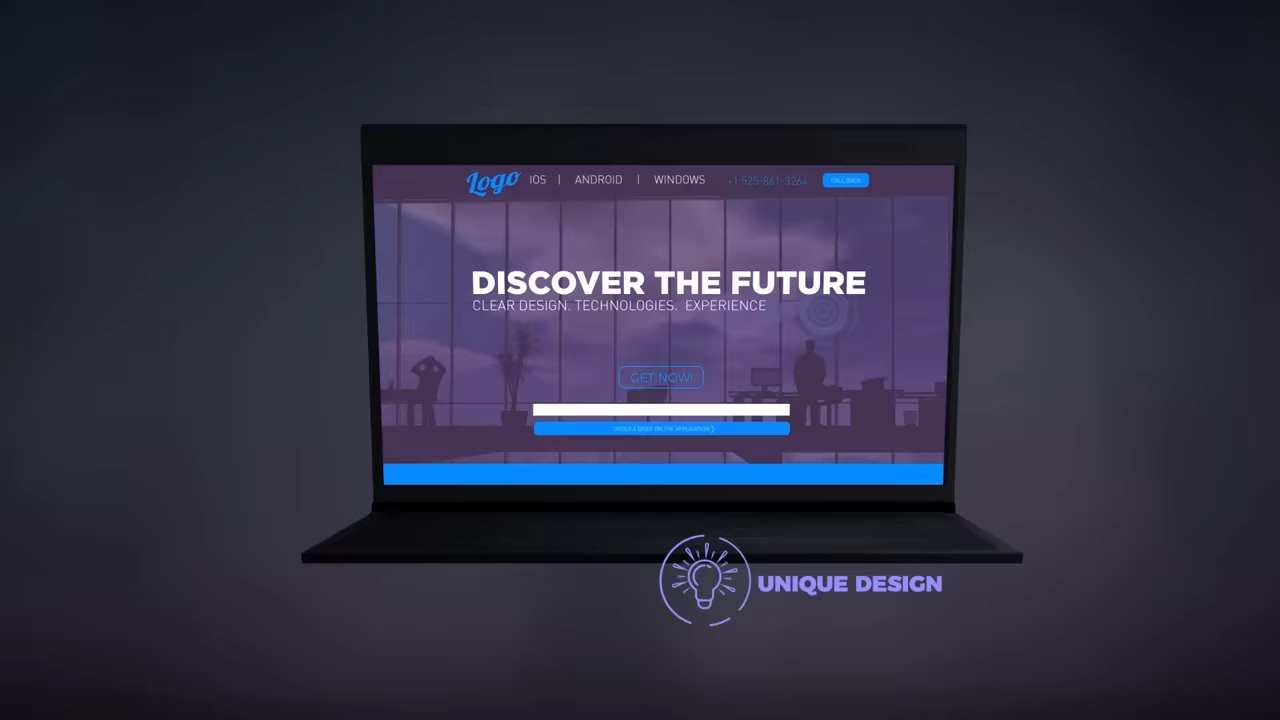 Logo IOS | ANDROID | WINDOWS +1 525-861-3264 CALL BACK
DISCOVER THE FUTURE
CLEAR DESIGN. TECHNOLOGIES. EXPERIENCE
GET NOW!
ORDER A BRIEF ON THE APPLICATION ❯
UNIQUE DESIGN